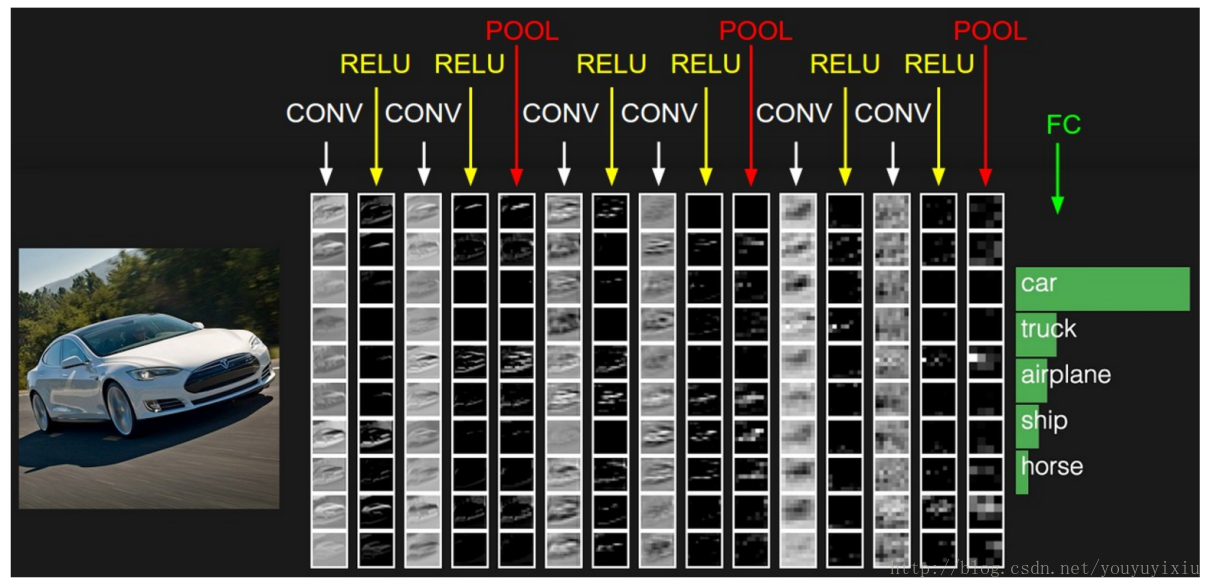 POOL POOL POOL
RELU RELU RELU RELU RELU RELU
CONV CONV CONV CONV CONV CONV
FC
car
truck
airplane
ship
horse
http://blog.csdn.net/youyuyixiu